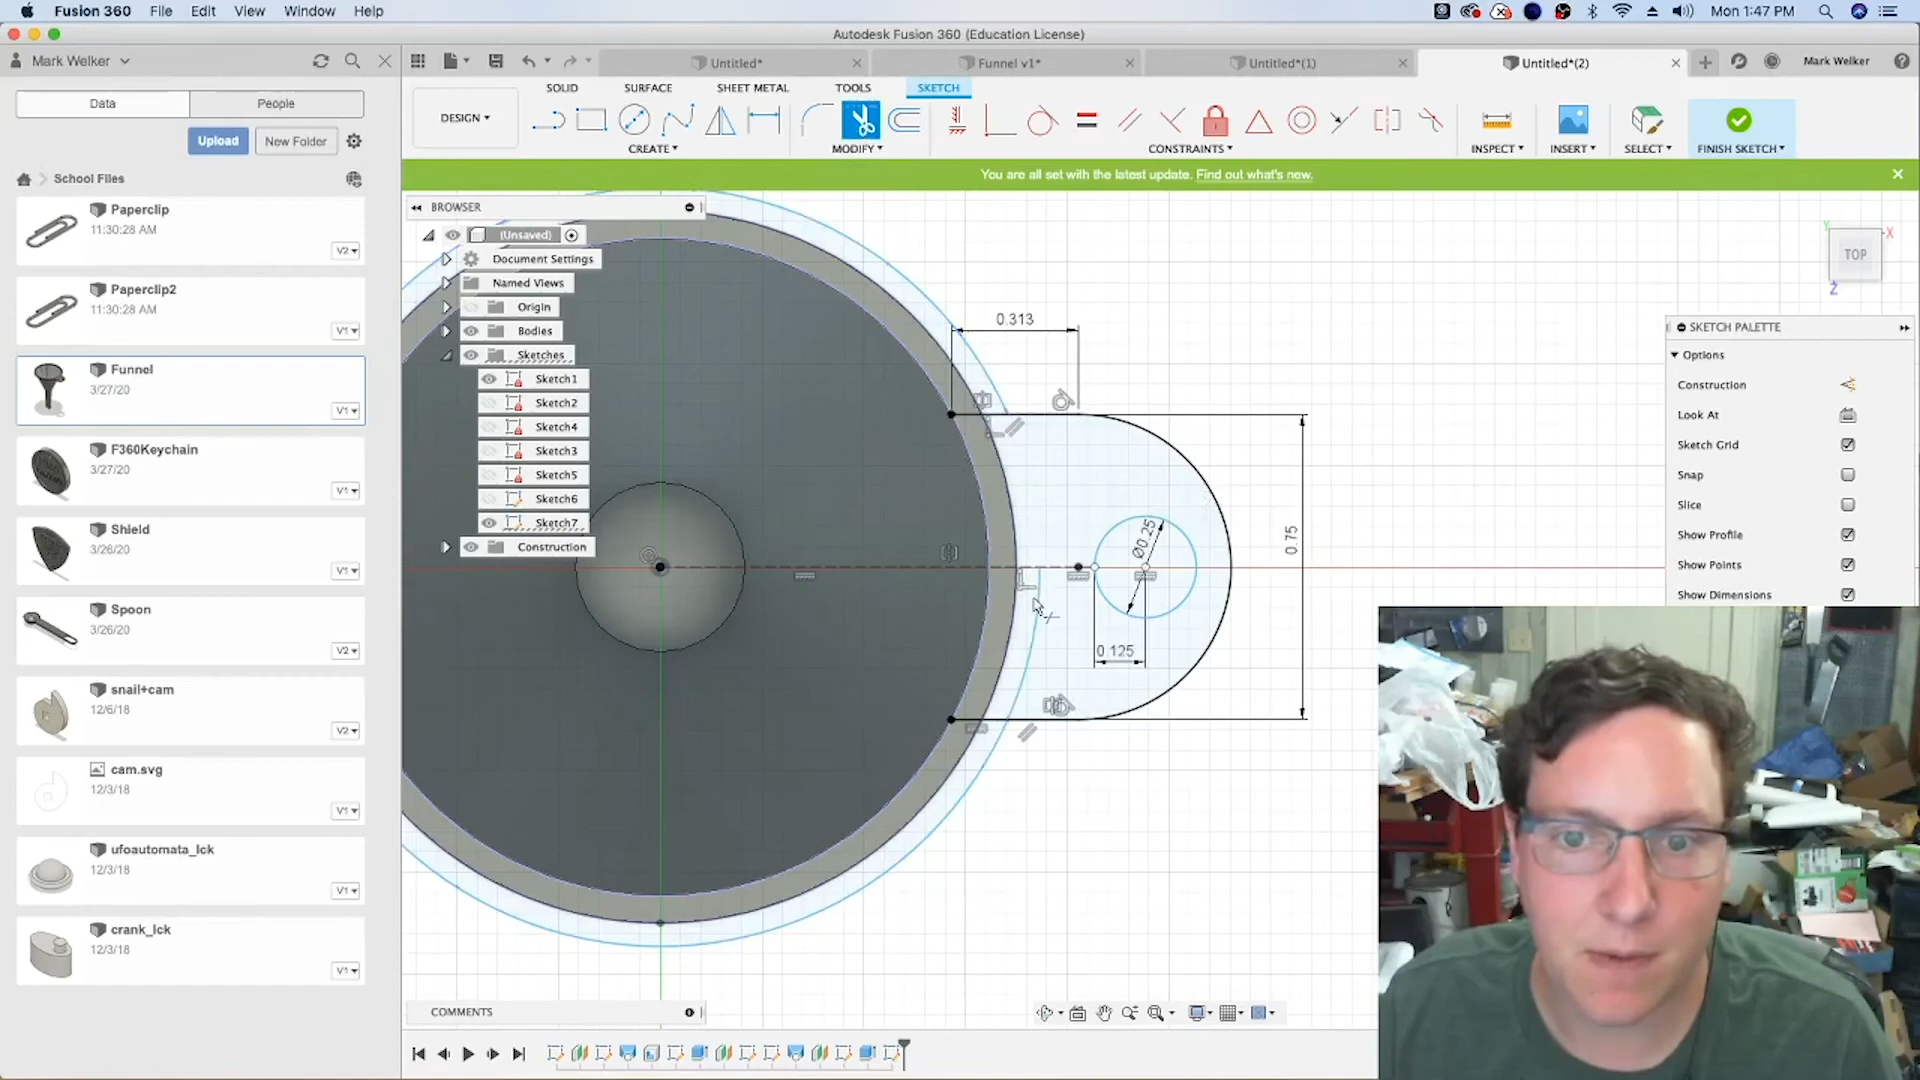 Fusion 360 File Edit View Window Help Mon 1:47 PM
Autodesk Fusion 360 (Education License)
Mark Welker
Untitled* Funnel v1* Untitled*(1) Untitled*(2) Mark Welker
Data People
SOLID SURFACE SHEET METAL TOOLS SKETCH
DESIGN
Upload New Folder
CREATE MODIFY CONSTRAINTS INSPECT INSERT SELECT FINISH SKETCH
You are all set with the latest update. Find out what's new.
School Files
Paperclip
11:30:28 AM
V2
Paperclip2
11:30:28 AM
V1
Funnel
3/27/20
V1
F360Keychain
3/27/20
V1
Shield
3/26/20
V1
Spoon
3/26/20
V2
snail+cam
12/6/18
V2
cam.svg
12/3/18
V1
ufoautomata_lck
12/3/18
V1
crank_lck
12/3/18
V1
BROWSER
(Unsaved)
Document Settings
Named Views
Origin
Bodies
Sketches
Sketch1
Sketch2
Sketch4
Sketch3
Sketch5
Sketch6
Sketch7
Construction
0.313
0.75
Ø0.25
0.125
TOP
X
Y
Z
SKETCH PALETTE
Options
Construction
Look At
Sketch Grid
Snap
Slice
Show Profile
Show Points
Show Dimensions
COMMENTS